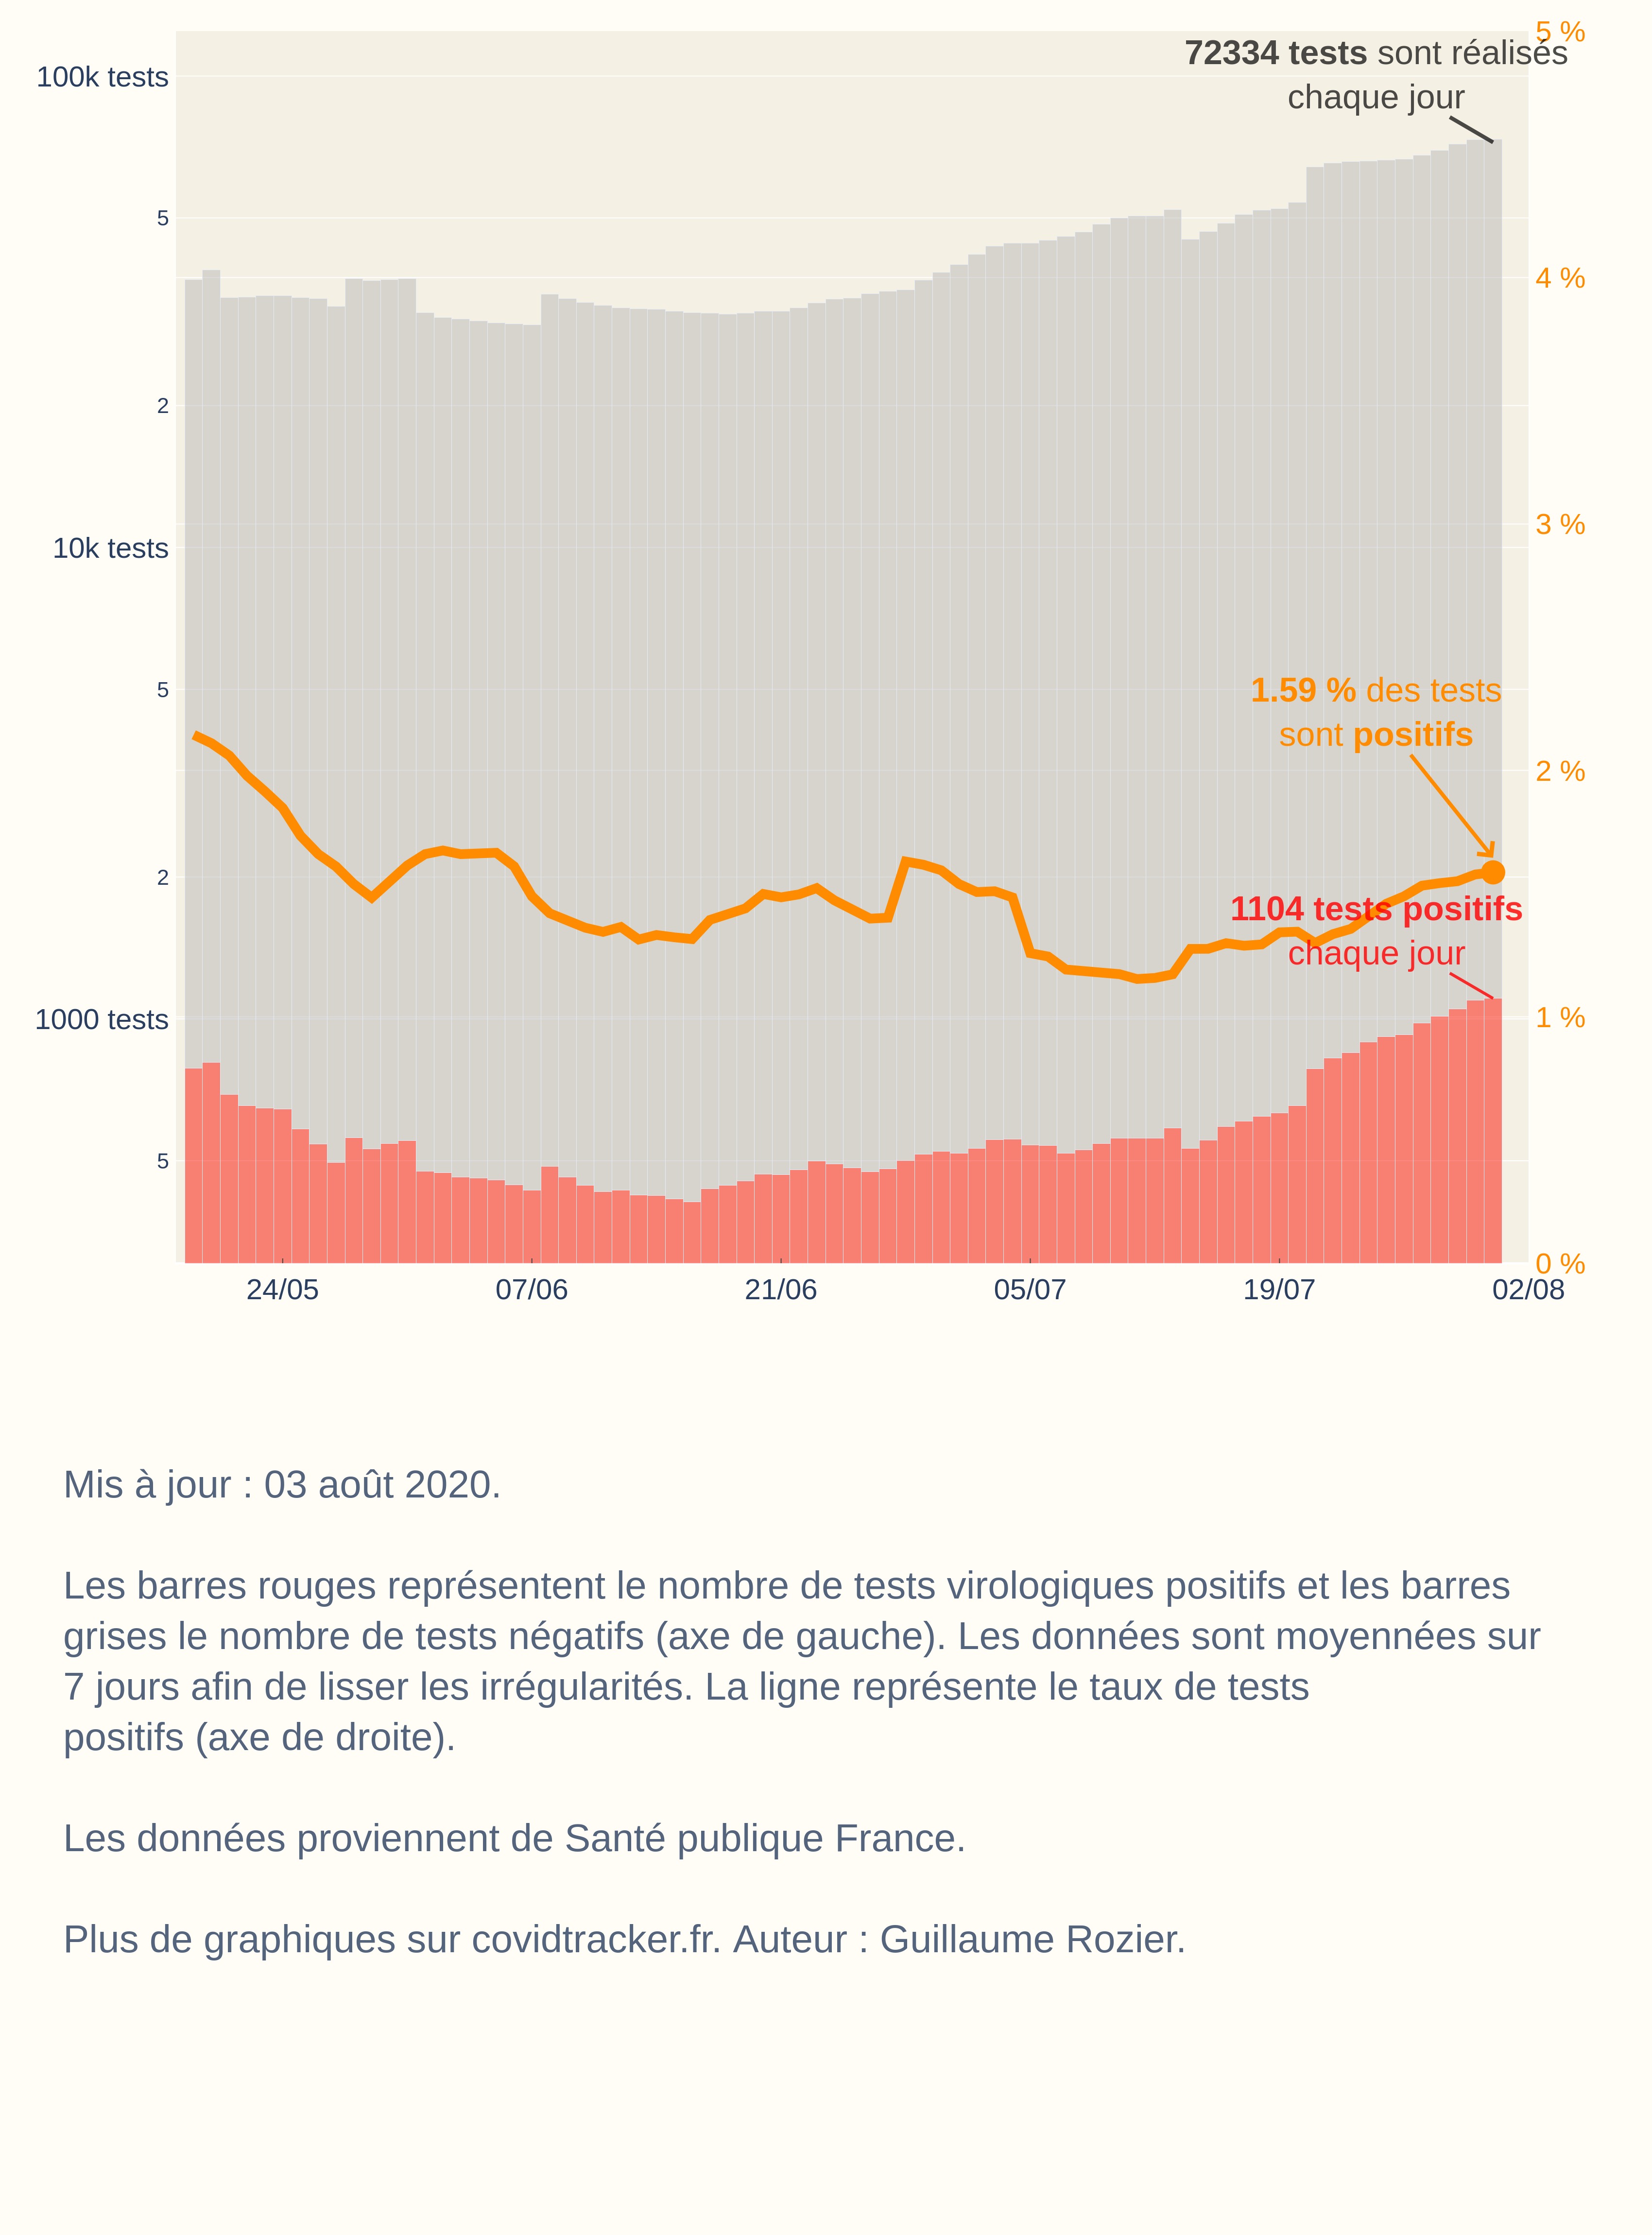 5 %
72334 tests sont réalisés
chaque jour
100k tests
5
4 %
2
3 %
10k tests
5
1.59 % des tests
sont positifs
2 %
2
1104 tests positifs
chaque jour
1000 tests
1 %
5
0 %
24/05
07/06
21/06
05/07
19/07
02/08
Mis à jour : 03 août 2020.
Les barres rouges représentent le nombre de tests virologiques positifs et les barres
grises le nombre de tests négatifs (axe de gauche). Les données sont moyennées sur
7 jours afin de lisser les irrégularités. La ligne représente le taux de tests
positifs (axe de droite).
Les données proviennent de Santé publique France.
Plus de graphiques sur covidtracker.fr. Auteur : Guillaume Rozier.